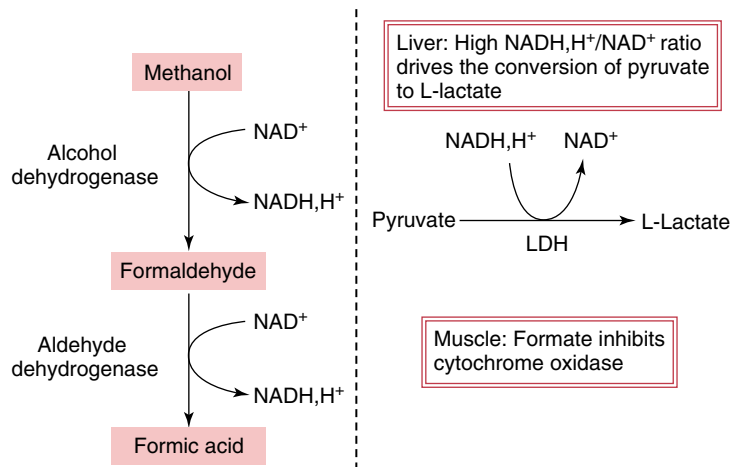 Methanol
NAD⁺
Alcohol
dehydrogenase
NADH,H⁺
Formaldehyde
NAD⁺
Aldehyde
dehydrogenase
NADH,H⁺
Formic acid
Liver: High NADH,H⁺/NAD⁺ ratio
drives the conversion of pyruvate
to L-lactate
NADH,H⁺ NAD⁺
Pyruvate L-Lactate
LDH
Muscle: Formate inhibits
cytochrome oxidase